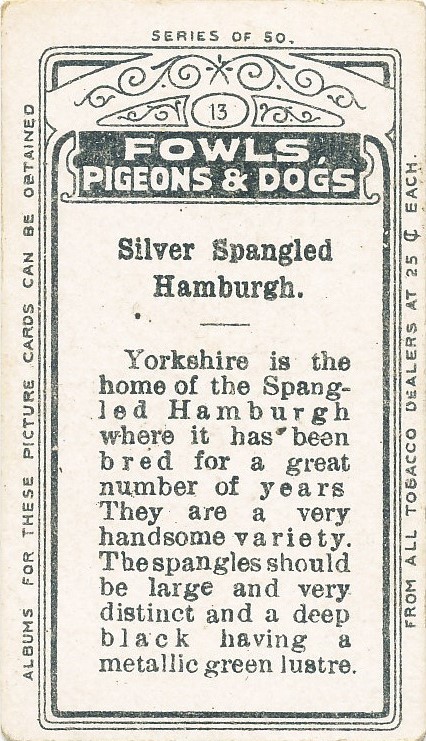 SERIES OF 50.
13
FOWLS,
PIGEONS & DOGS
Silver Spangled
Hamburgh.
Yorkshire is the
home of the Spang-
led Hamburgh
where it has been
bred for a great
number of years
They are a very
handsome variety.
The spangles should
be large and very
distinct and a deep
black having a
metallic green lustre.
ALBUMS FOR THESE PICTURE CARDS CAN BE OBTAINED
FROM ALL TOBACCO DEALERS AT 25 ₵ EACH.